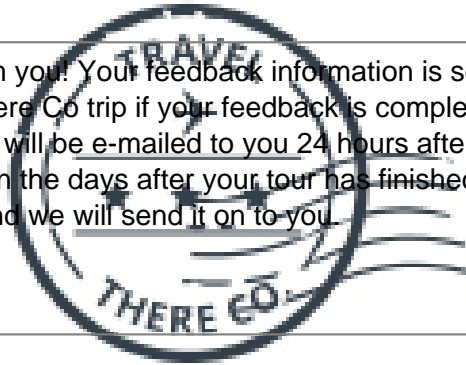 TRAVEL
n you! Your feedback information is s
ere Co trip if your feedback is comple
will be e-mailed to you 24 hours afte
n the days after your tour has finished
nd we will send it on to you.
THERE CO.